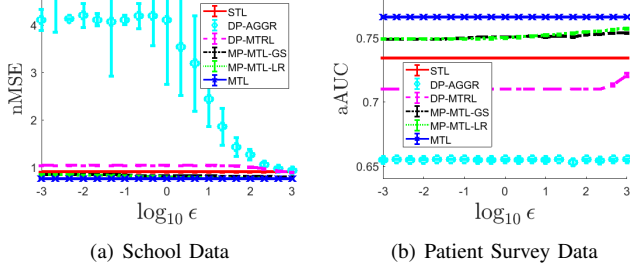 4
3
2
1
nMSE
STL
DP-AGGR
DP-MTRL
MP-MTL-GS
MP-MTL-LR
MTL
-3 -2 -1 0 1 2 3
log10 ϵ
(a) School Data
0.75
0.7
0.65
aAUC
STL
DP-AGGR
DP-MTRL
MP-MTL-GS
MP-MTL-LR
MTL
-3 -2 -1 0 1 2 3
log10 ϵ
(b) Patient Survey Data